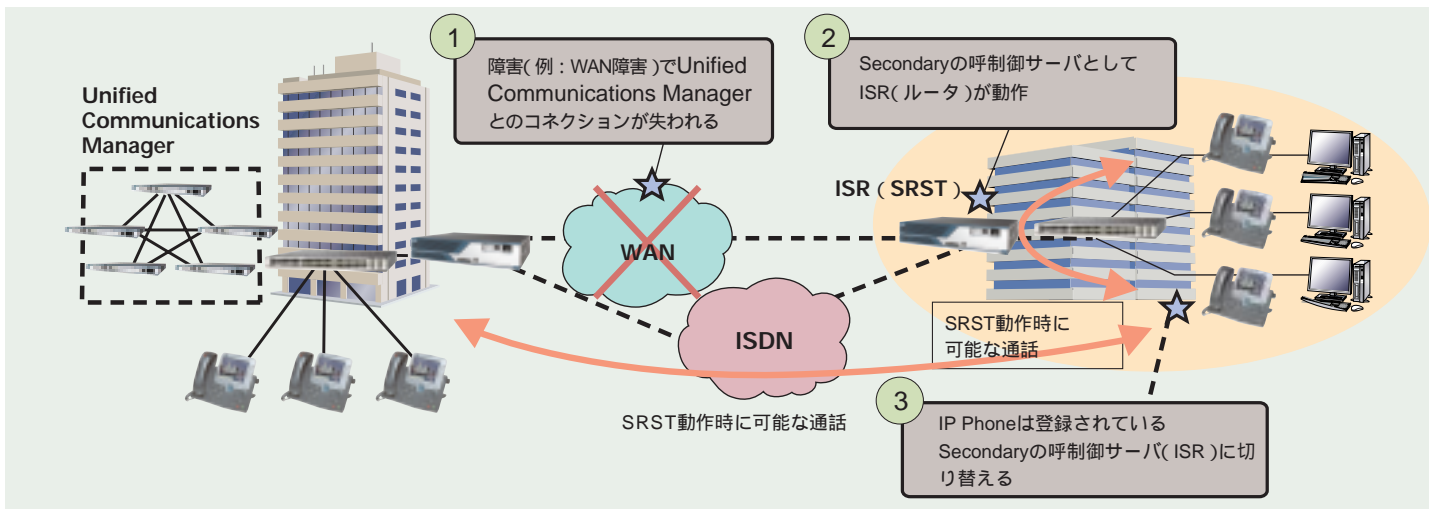 Unified
Communications
Manager
1
障害(例:WAN障害)でUnified
Communications Manager
とのコネクションが失われる
2
Secondaryの呼制御サーバとして
ISR(ルータ)が動作
ISR(SRST)
WAN
ISDN
SRST動作時に
可能な通話
SRST動作時に可能な通話
3
IP Phoneは登録されている
Secondaryの呼制御サーバ(ISR)に切
り替える